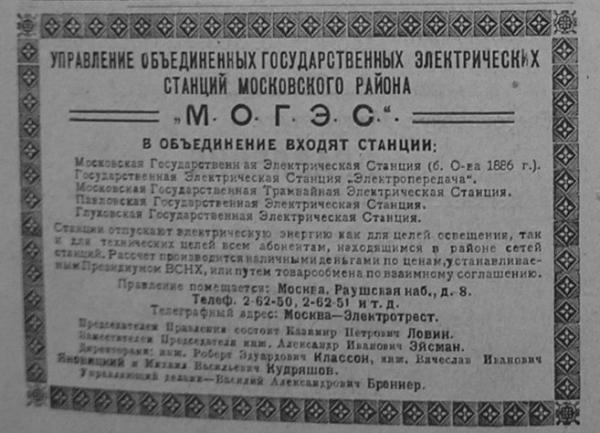 УПРАВЛЕНИЕ ОБЪЕДИНЕННЫХ ГОСУДАРСТВЕННЫХ ЭЛЕКТРИЧЕСКИХ
СТАНЦИЙ МОСКОВСКОГО РАЙОНА
„М. О. Г. Э. С.“
В ОБЪЕДИНЕНИЕ ВХОДЯТ СТАНЦИИ:
Московская Государственная Электрическая Станция (б. О-ва 1886 г.).
Государственная Электрическая Станция „Электропередача“.
Московская Государственная Трамвайная Электрическая Станция.
Павловская Государственная Электрическая Станция.
Глуховская Государственная Электрическая Станция.
Станции отпускают электрическую энергию как для целей освещения, так
и для технических целей всем абонентам, находящимся в районе сетей
станций. Рассчет производится наличными деньгами по ценам, устанавливае-
мым Президиумом ВСНХ, или путем товарообмена по взаимному соглашению.
Правление помещается: Москва, Раушская наб., д. 8.
Телеф. 2-62-50, 2-62-51 и т. д.
Телеграфный адрес: Москва—Электротрест.
Председателем Правления состоит Казимир Петрович Ловин.
Заместителем Председателя инж. Александр Иванович Эйсман.
Директорами: инж. Роберт Эдуардович Классон, инж. Вячеслав Иванович
Яновицкий и Михаил Васильевич Кудряшов.
Управляющий делами—Василий Александрович Бреннер.